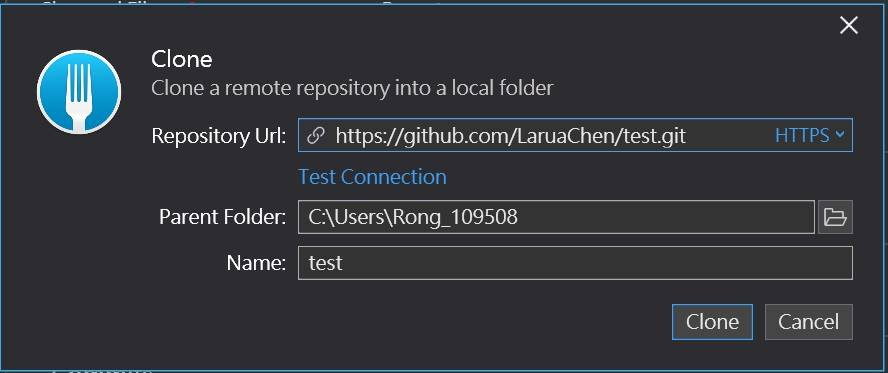 Clone
Clone a remote repository into a local folder
Repository Url: https://github.com/LaruaChen/test.git HTTPS
Test Connection
Parent Folder: C:\Users\Rong_109508
Name: test
Clone Cancel